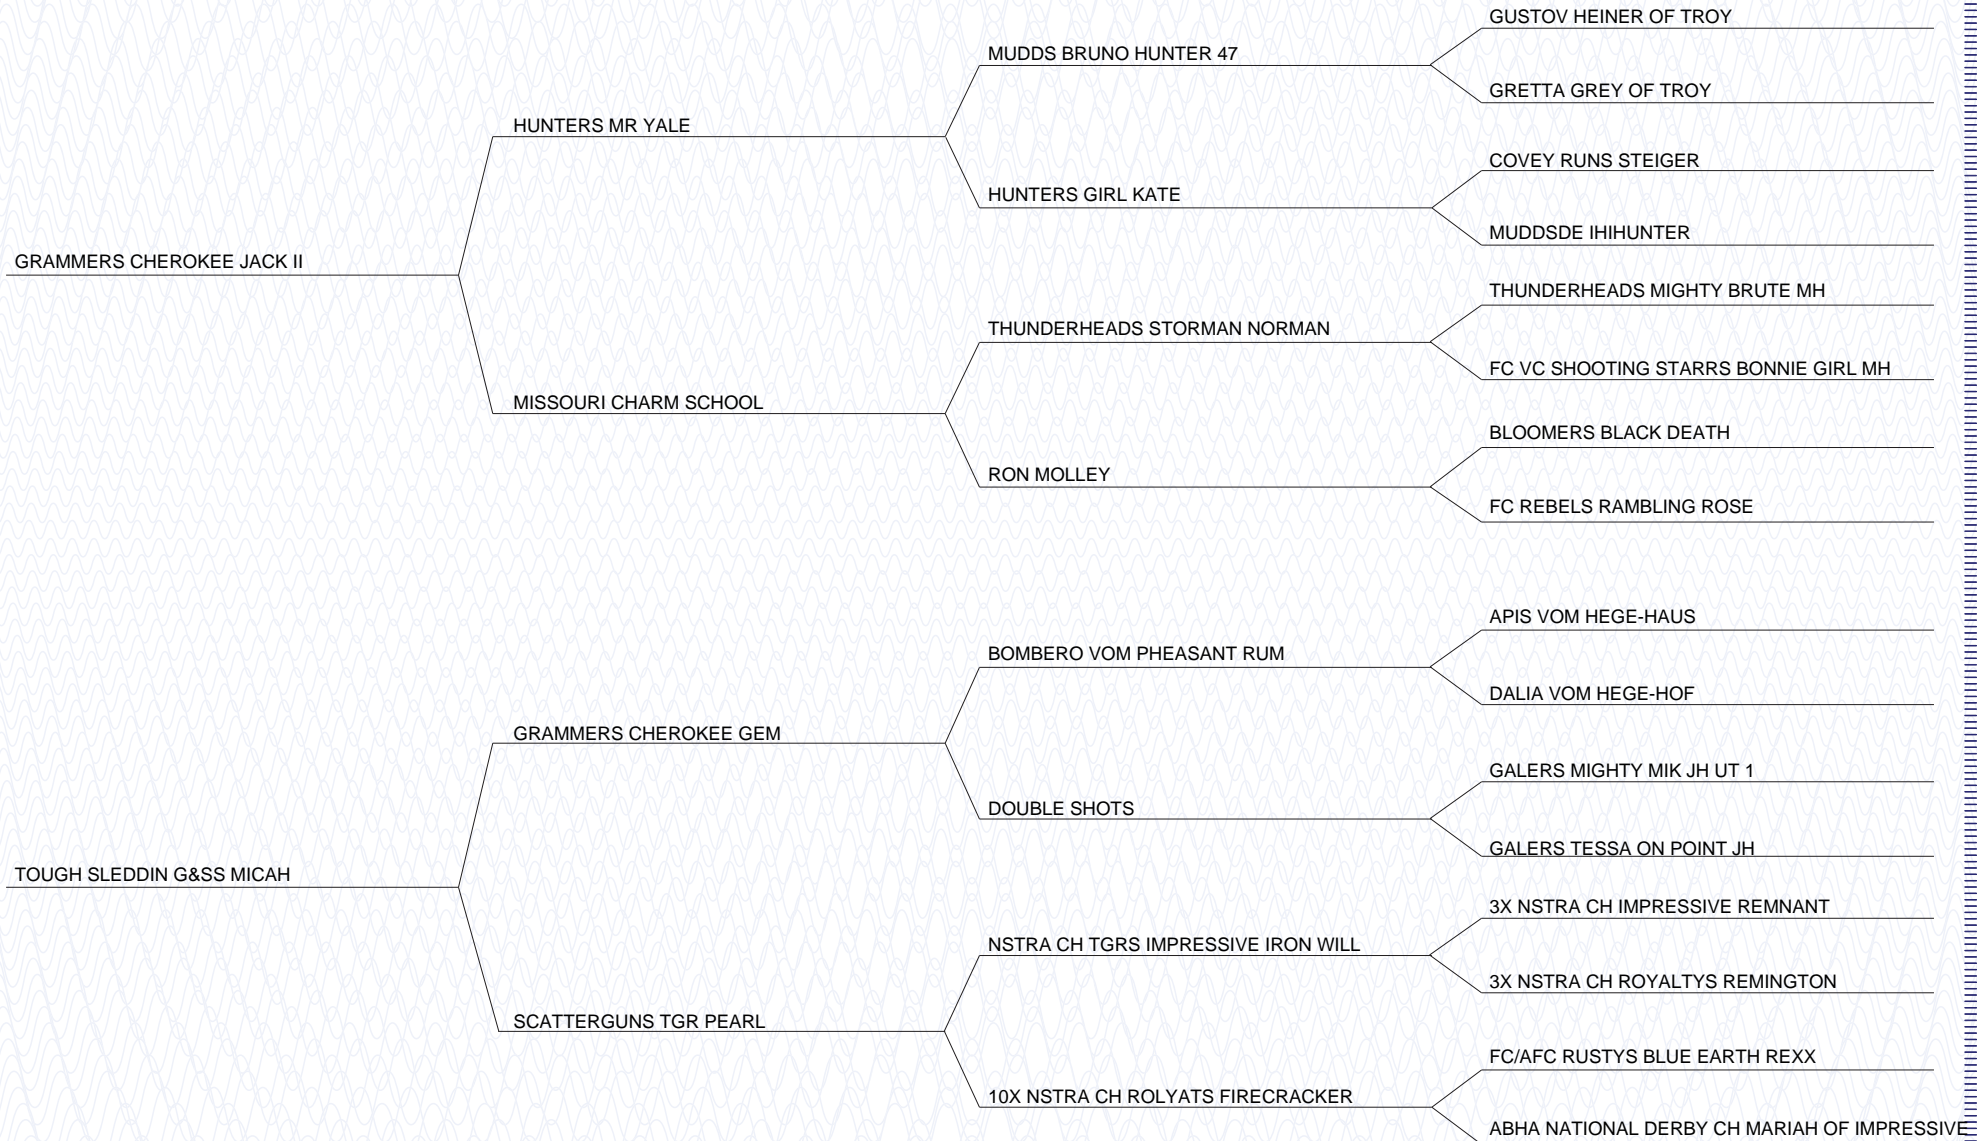 GUSTOV HEINER OF TROY
MUDDS BRUNO HUNTER 47
GRETTA GREY OF TROY
HUNTERS MR YALE
COVEY RUNS STEIGER
HUNTERS GIRL KATE
MUDDSDE IHIHUNTER
GRAMMERS CHEROKEE JACK II
THUNDERHEADS MIGHTY BRUTE MH
THUNDERHEADS STORMAN NORMAN
FC VC SHOOTING STARRS BONNIE GIRL MH
MISSOURI CHARM SCHOOL
BLOOMERS BLACK DEATH
RON MOLLEY
FC REBELS RAMBLING ROSE
APIS VOM HEGE-HAUS
BOMBERO VOM PHEASANT RUM
DALIA VOM HEGE-HOF
GRAMMERS CHEROKEE GEM
GALERS MIGHTY MIK JH UT 1
DOUBLE SHOTS
GALERS TESSA ON POINT JH
TOUGH SLEDDIN G&SS MICAH
3X NSTRA CH IMPRESSIVE REMNANT
NSTRA CH TGRS IMPRESSIVE IRON WILL
3X NSTRA CH ROYALTYS REMINGTON
SCATTERGUNS TGR PEARL
FC/AFC RUSTYS BLUE EARTH REXX
10X NSTRA CH ROLYATS FIRECRACKER
ABHA NATIONAL DERBY CH MARIAH OF IMPRESSIVE